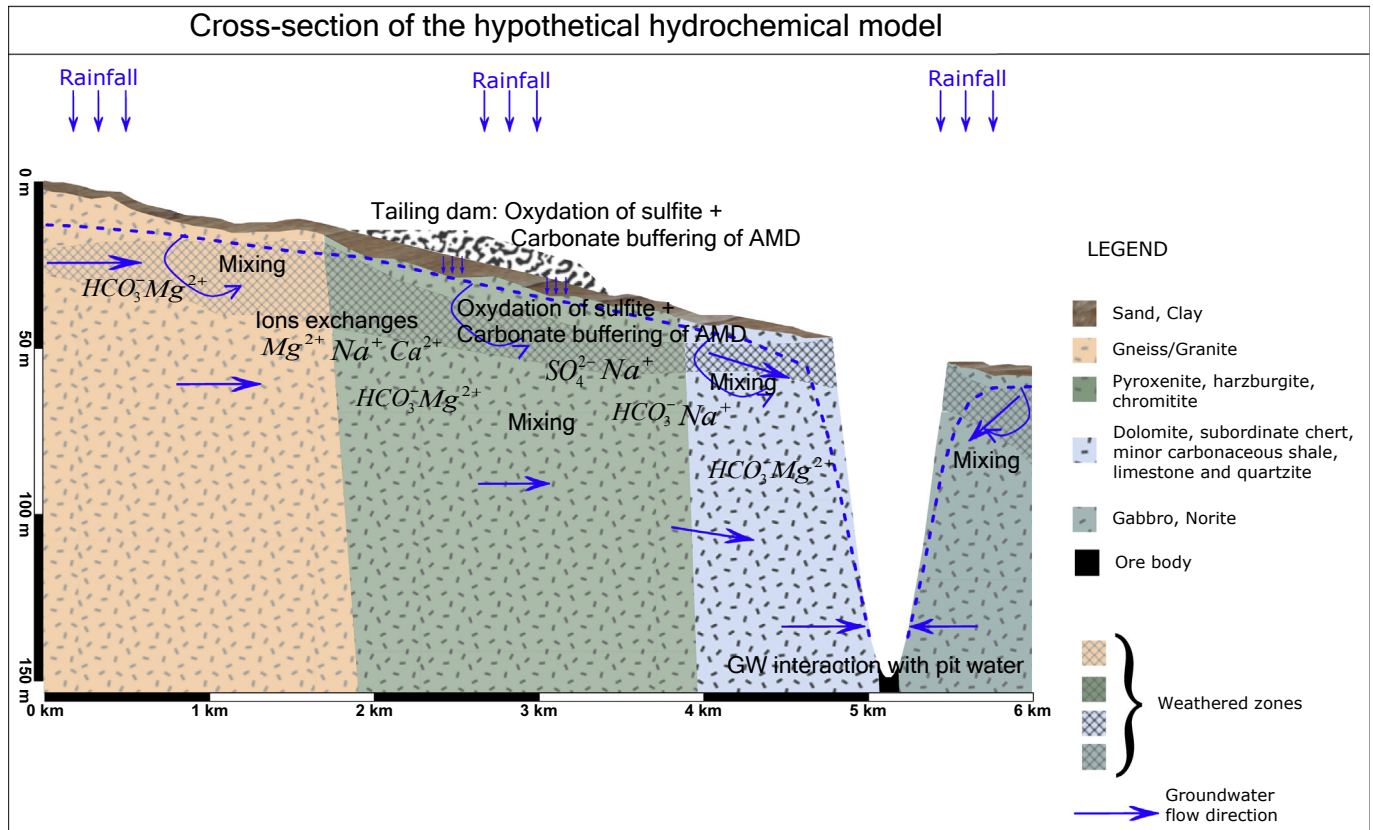 Cross-section of the hypothetical hydrochemical model
Rainfall
Rainfall
Rainfall
0 m
50 m
100 m
150 m
Tailing dam: Oxydation of sulfite +
Carbonate buffering of AMD
Mixing
HCO₃⁻Mg²⁺
Ions exchanges
Mg²⁺ Na⁺ Ca²⁺
Oxydation of sulfite +
Carbonate buffering of AMD
SO₄²⁻ Na⁺
HCO₃⁻Mg²⁺
Mixing
Mixing
HCO₃⁻Na⁺
HCO₃⁻Mg²⁺
Mixing
GW interaction with pit water
0 km
1 km
2 km
3 km
4 km
5 km
6 km
LEGEND
Sand, Clay
Gneiss/Granite
Pyroxenite, harzburgite,
chromitite
Dolomite, subordinate chert,
minor carbonaceous shale,
limestone and quartzite
Gabbro, Norite
Ore body
Weathered zones
Groundwater
flow direction